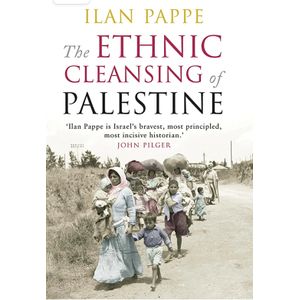 ILAN PAPPE
The ETHNIC
CLEANSING of
PALESTINE
‘Ilan Pappe is Israel’s bravest, most principled,
most incisive historian.’
JOHN PILGER